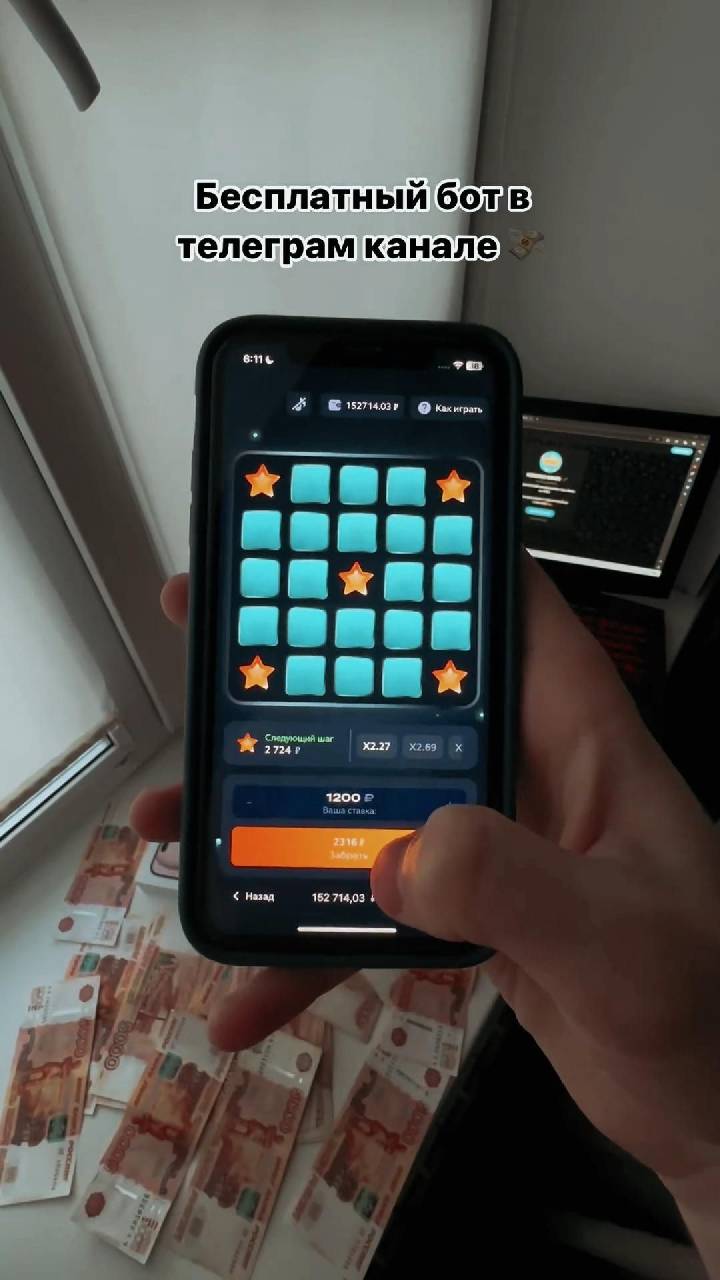 Бесплатный бот в
телеграм канале
6:11
152714.03 ₽
Как играть
Следующий шаг
2 724 ₽
X2.27
X2.69
X
1200 ₽
Ваша ставка:
2316 ₽
Забрать
Назад
152 714,03